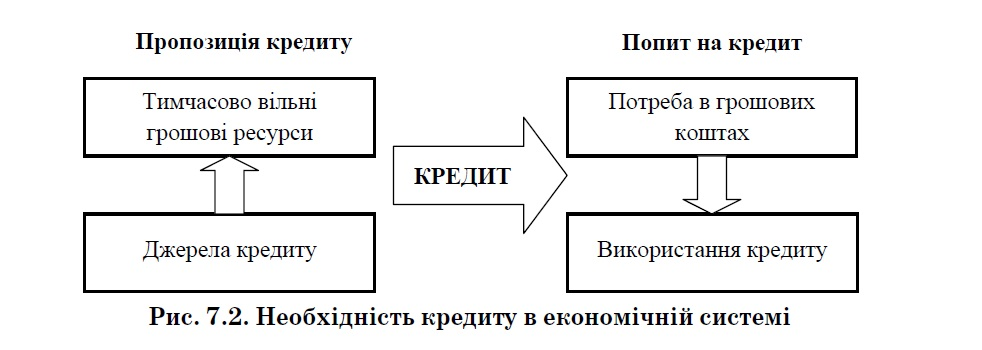 Пропозиція кредиту
Попит на кредит
Тимчасово вільні
грошові ресурси
Потреба в грошових
коштах
КРЕДИТ
Джерела кредиту
Використання кредиту
Рис. 7.2. Необхідність кредиту в економічній системі